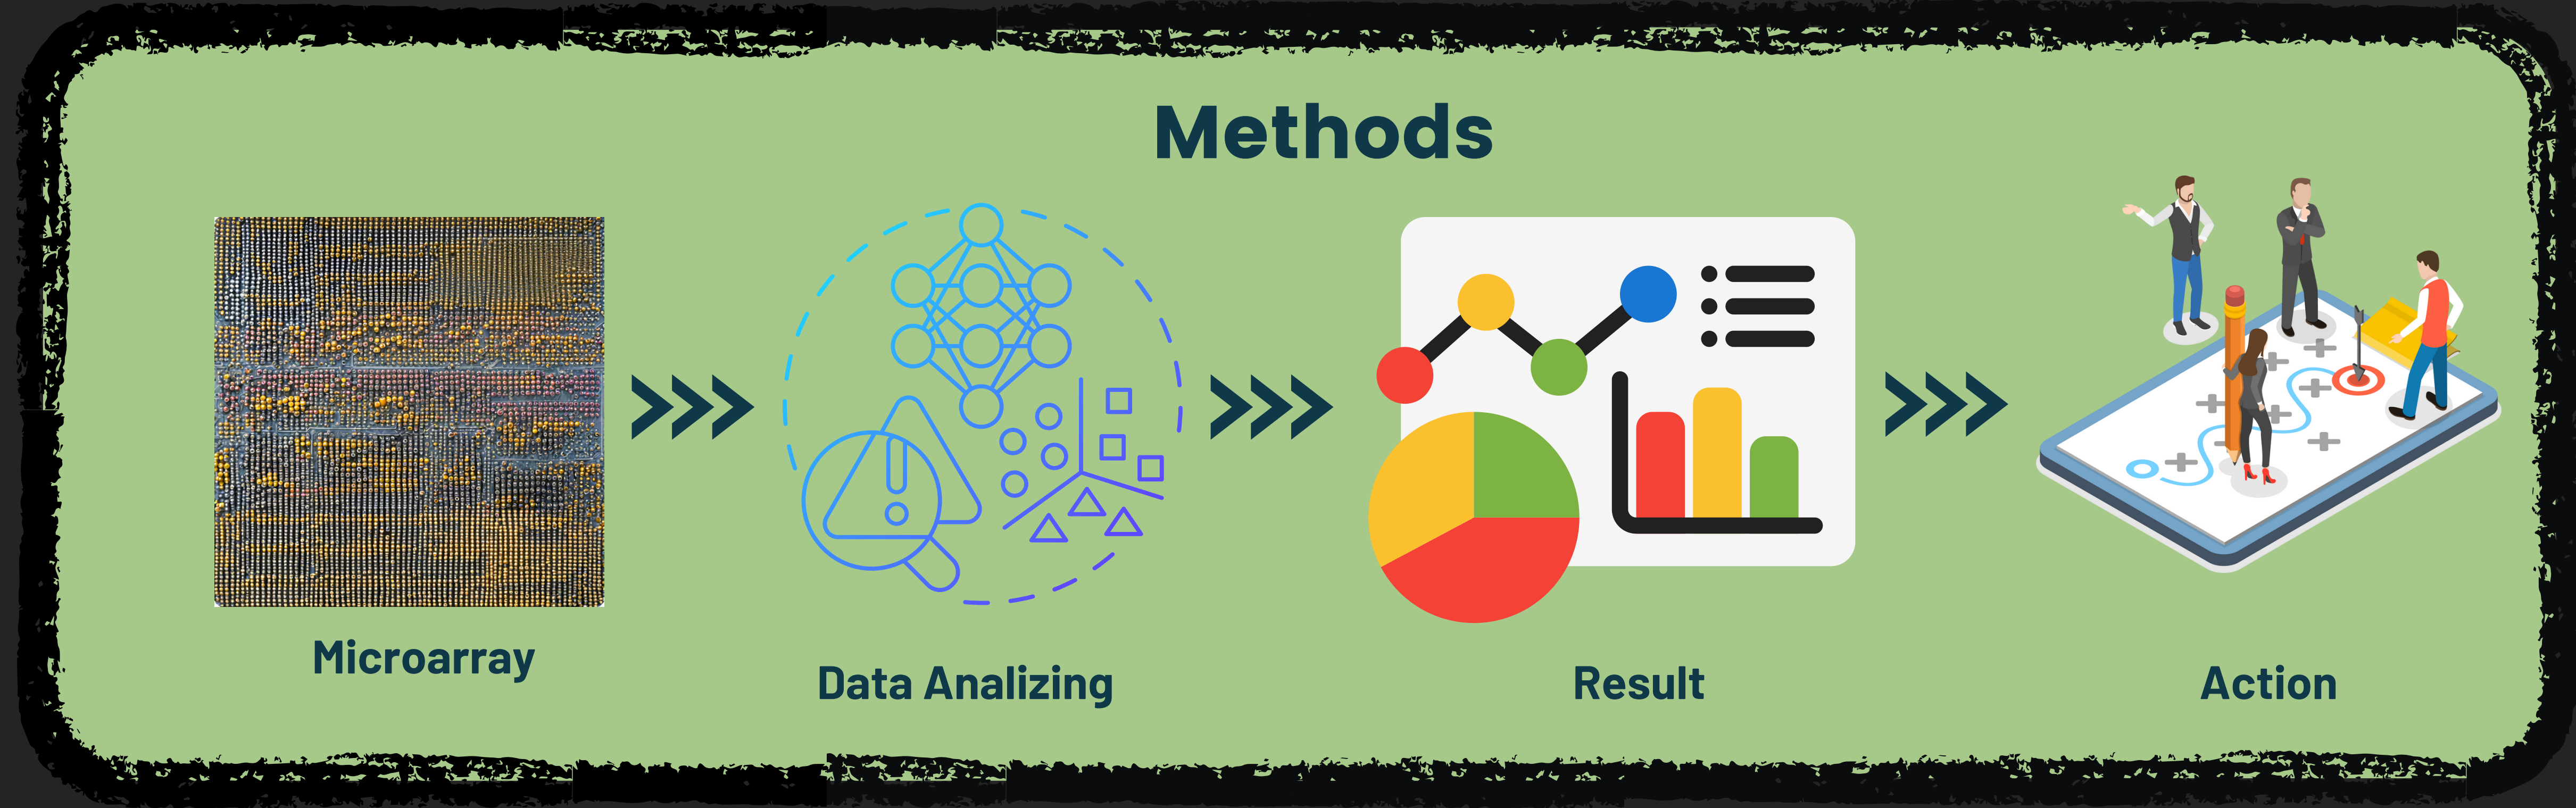 Methods
Microarray
Data Analizing
Result
Action